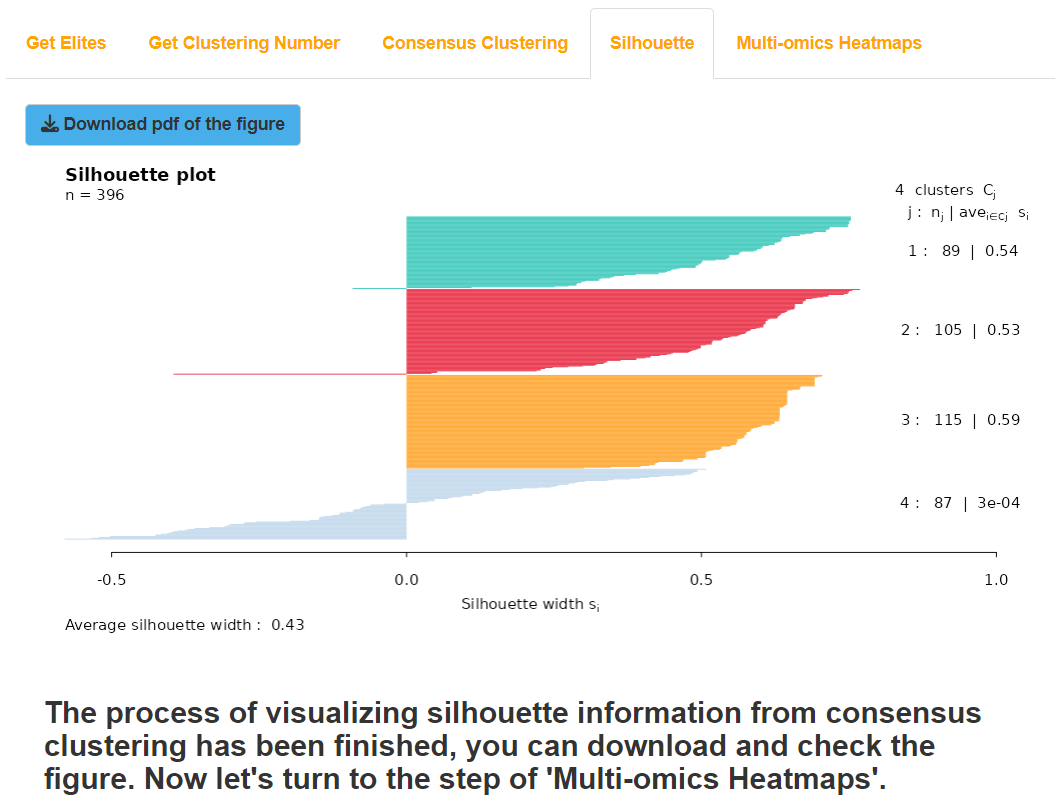 Get Elites Get Clustering Number Consensus Clustering Silhouette Multi-omics Heatmaps
Download pdf of the figure
Silhouette plot
n = 396
4 clusters Cj
j : nj | avei∈Cj si
1 : 89 | 0.54
2 : 105 | 0.53
3 : 115 | 0.59
4 : 87 | 3e-04
-0.5 0.0 0.5 1.0
Silhouette width si
Average silhouette width : 0.43
The process of visualizing silhouette information from consensus
clustering has been finished, you can download and check the
figure. Now let's turn to the step of 'Multi-omics Heatmaps'.